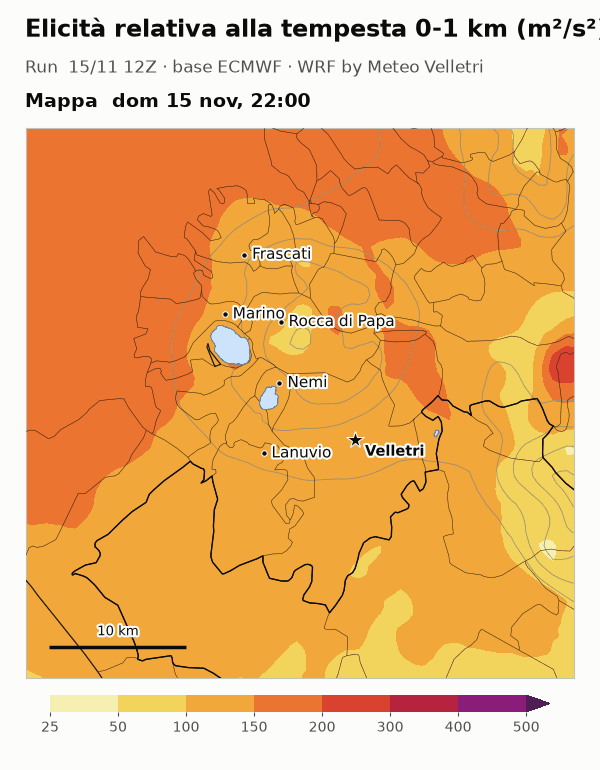 Elicità relativa alla tempesta 0-1 km (m²/s²)
Run 15/11 12Z · base ECMWF · WRF by Meteo Velletri
Mappa dom 15 nov, 22:00
Frascati
Marino
Rocca di Papa
Nemi
Velletri
Lanuvio
10 km
25 50 100 150 200 300 400 500